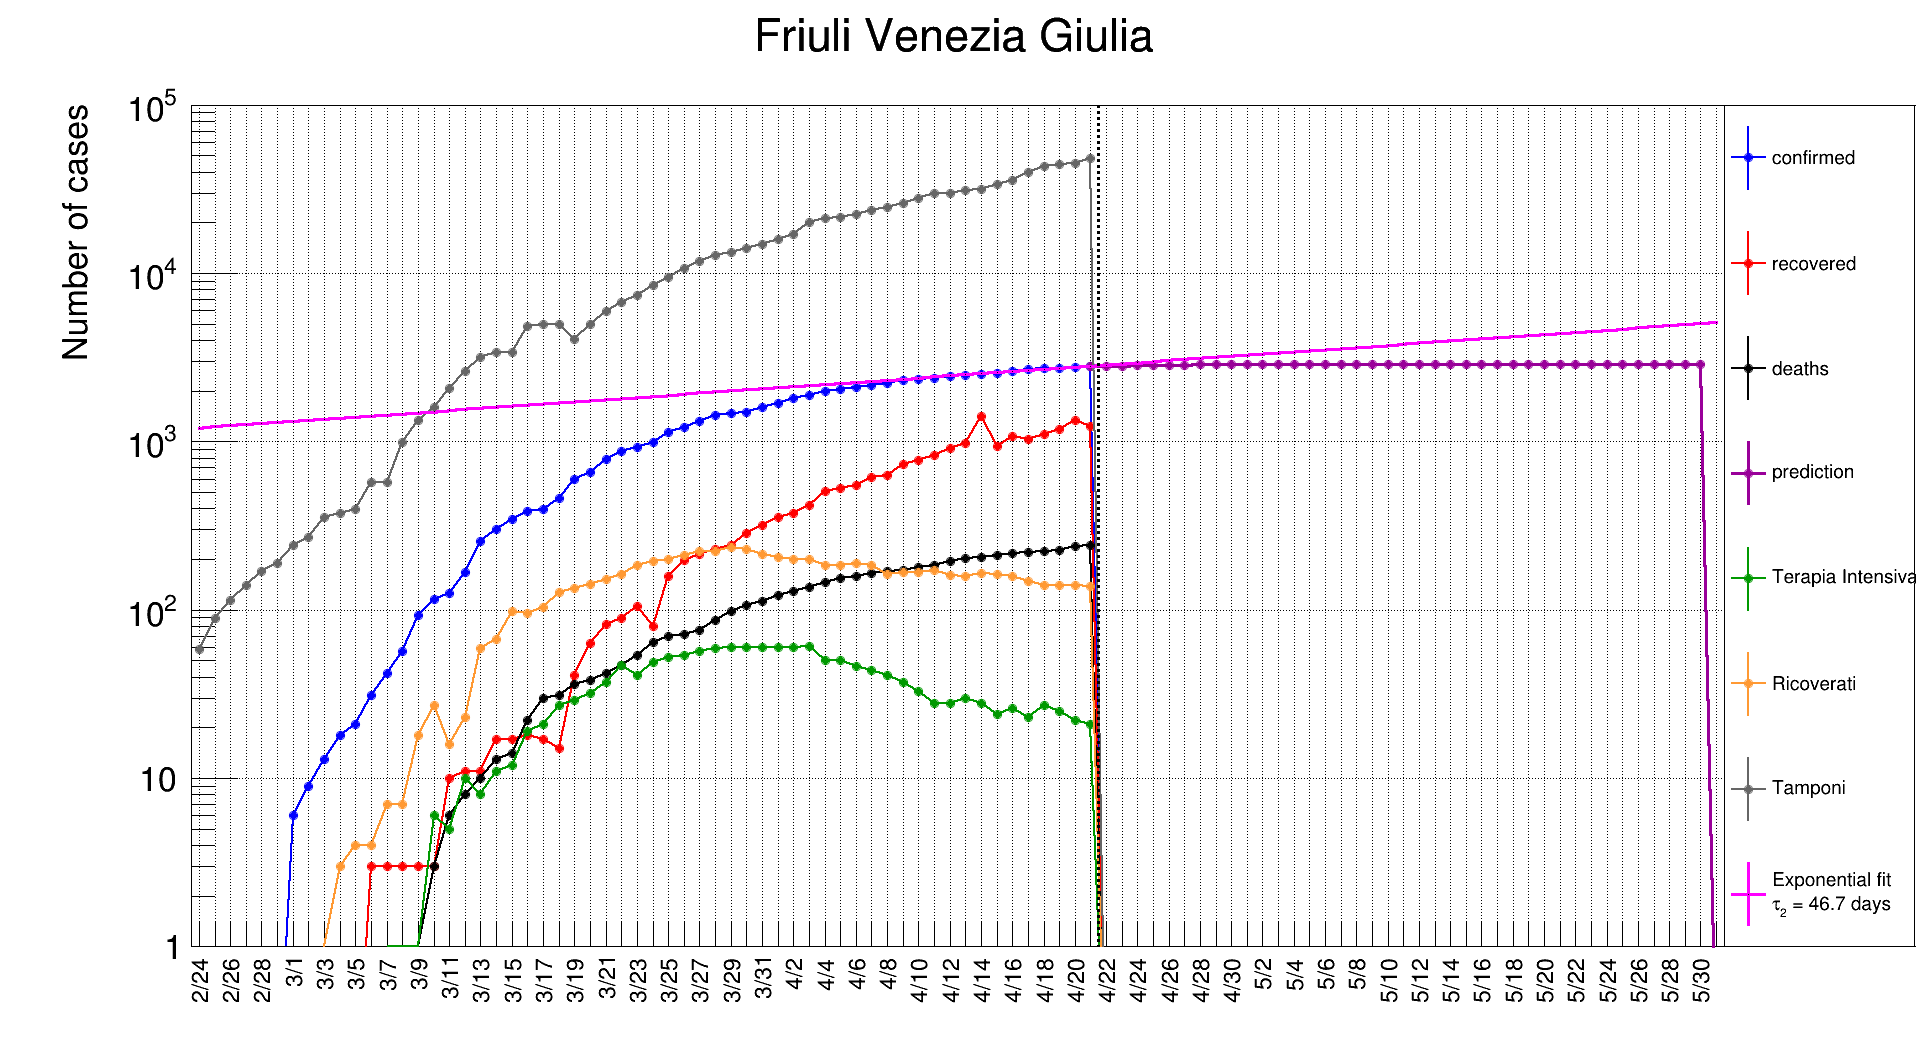 Friuli Venezia Giulia
Number of cases
10^5
10^4
10^3
10^2
10
1
2/24 2/26 2/28 3/1 3/3 3/5 3/7 3/9 3/11 3/13 3/15 3/17 3/19 3/21 3/23 3/25 3/27 3/29 3/31 4/2 4/4 4/6 4/8 4/10 4/12 4/14 4/16 4/18 4/20 4/22 4/24 4/26 4/28 4/30 5/2 5/4 5/6 5/8 5/10 5/12 5/14 5/16 5/18 5/20 5/22 5/24 5/26 5/28 5/30
confirmed
recovered
deaths
prediction
Terapia Intensiva
Ricoverati
Tamponi
Exponential fit
τ₂ = 46.7 days